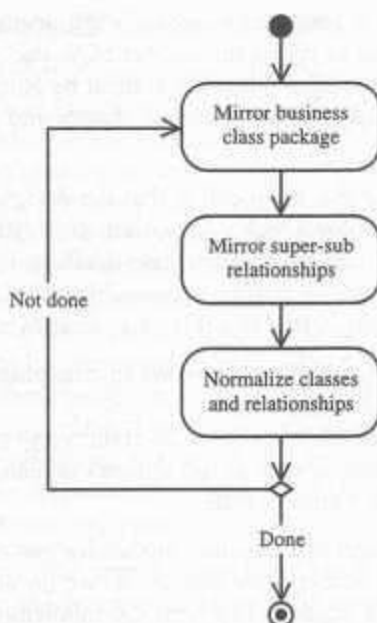 Mirror business
class package
Mirror super-sub
relationships
Not done
Normalize classes
and relationships
Done